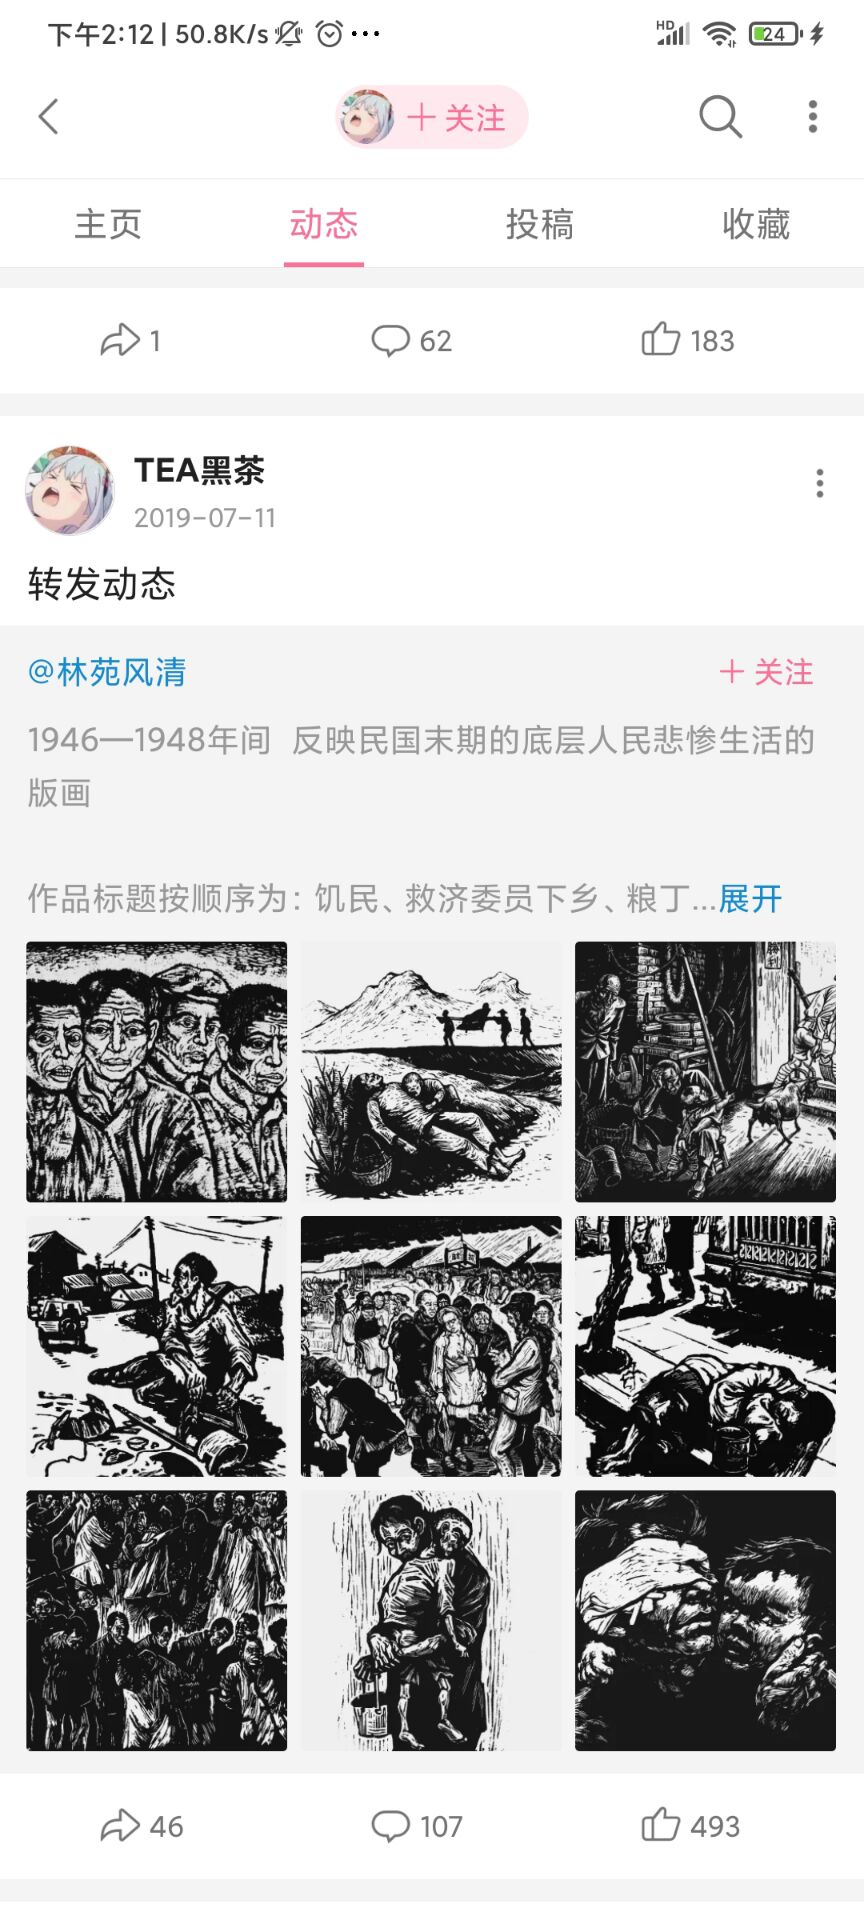 下午2:12 | 50.8K/s
HD
24
关注
主页
动态
投稿
收藏
1
62
183
TEA黑茶
2019-07-11
转发动态
@林苑风清
关注
1946—1948年间 反映民国末期的底层人民悲惨生活的
版画
作品标题按顺序为：饥民、救济委员下乡、粮丁...展开
勝利
46
107
493